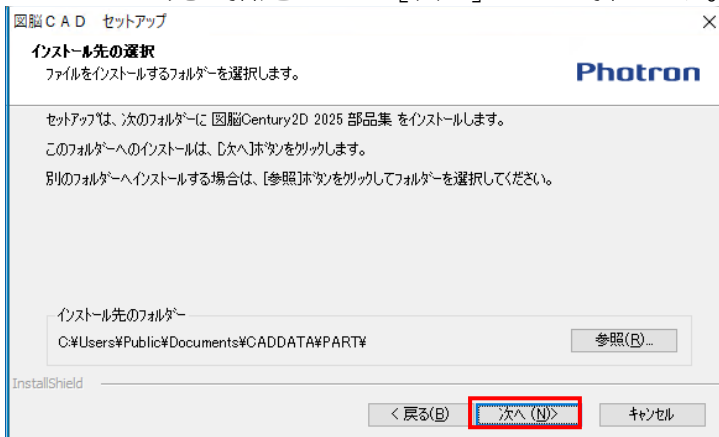 図脳ＣＡＤ セットアップ
インストール先の選択
ファイルをインストールするフォルダーを選択します。
Photron
セットアップは、次のフォルダーに 図脳Century2D 2025 部品集 をインストールします。
このフォルダーへのインストールは、[次へ]ボタンをクリックします。
別のフォルダーへインストールする場合は、[参照]ボタンをクリックしてフォルダーを選択してください。
インストール先のフォルダー
C:¥Users¥Public¥Documents¥CADDATA¥PART¥
参照(R)...
InstallShield
< 戻る(B)
次へ (N)>
キャンセル